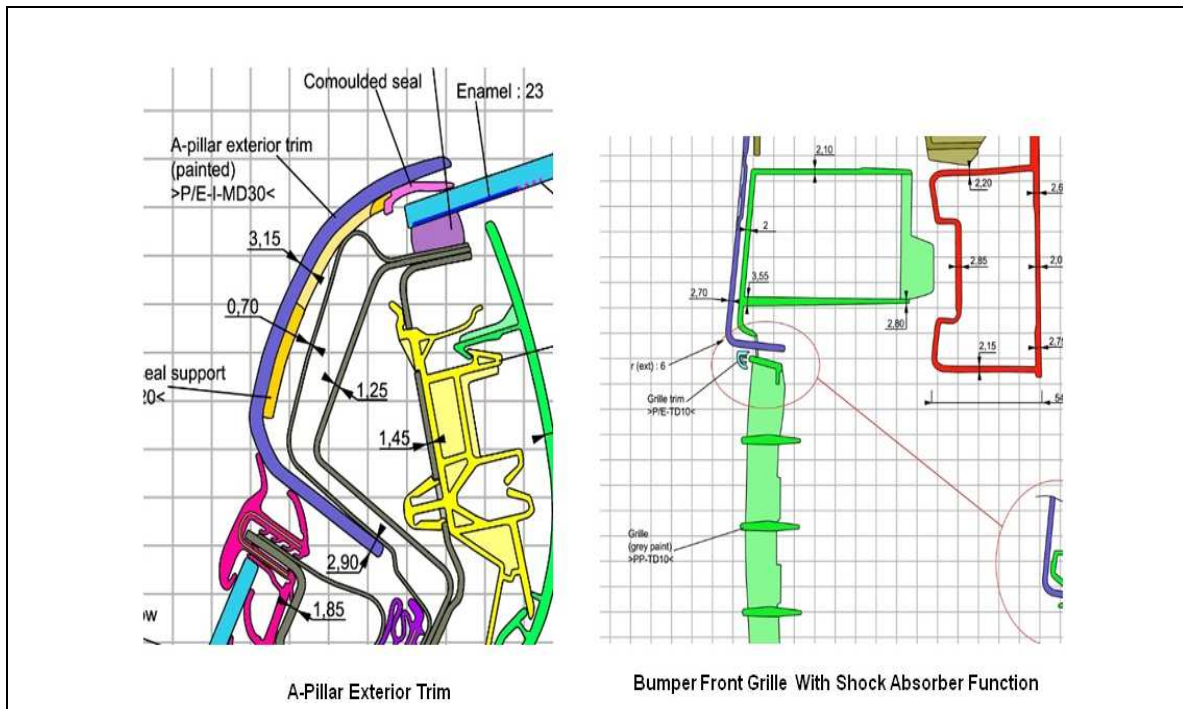 Comoulded seal
Enamel : 23
A-pillar exterior trim
(painted)
>P/E-I-MD30<
3,15
0,70
eal support
20<
1,25
1,45
2,90
1,85
ow
A-Pillar Exterior Trim
2,10
2,20
2,6
2
2,85
2,0
3,55
2,70
2,80
r (ext) : 6
2,15
2,75
Grille trim
>P/E-TD10<
54
Grille
(grey paint)
>PP-TD10<
Bumper Front Grille With Shock Absorber Function